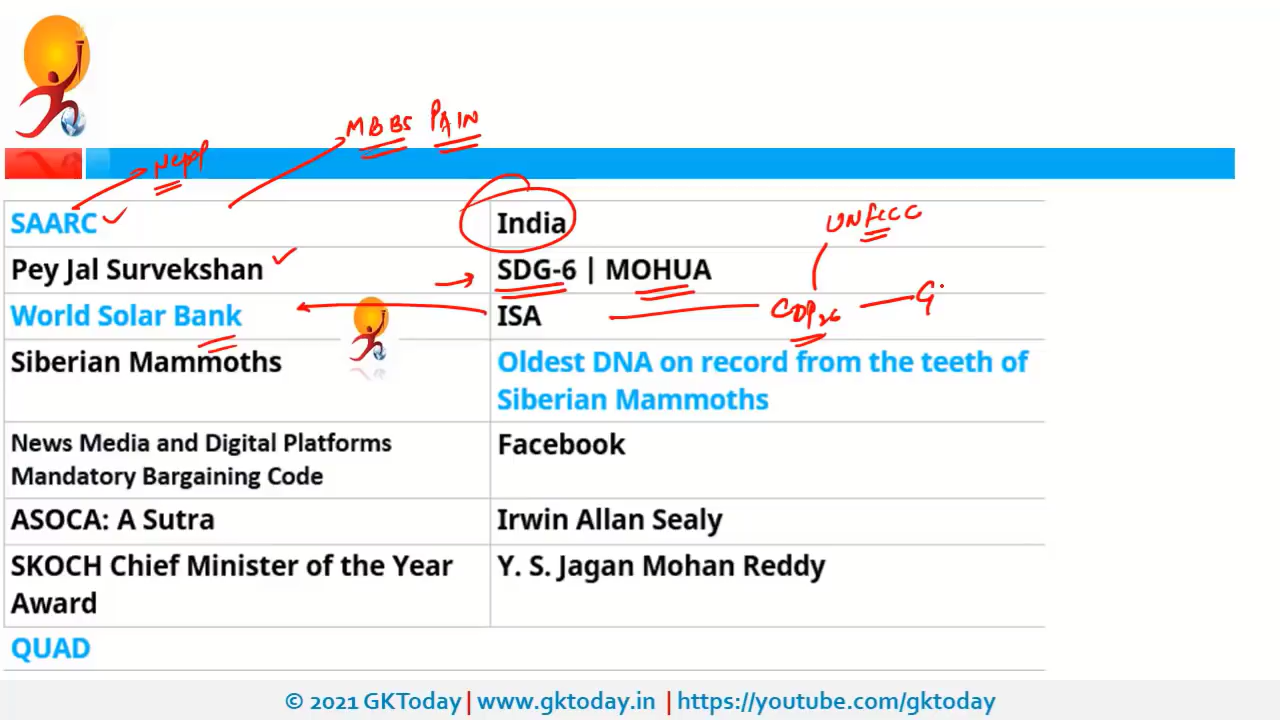 MBBS PAIN
Nepal
SAARC India
UNFCCC
Pey Jal Survekshan SDG-6 | MOHUA
World Solar Bank ISA COP26 G
Siberian Mammoths Oldest DNA on record from the teeth of
Siberian Mammoths
News Media and Digital Platforms Facebook
Mandatory Bargaining Code
ASOCA: A Sutra Irwin Allan Sealy
SKOCH Chief Minister of the Year Y. S. Jagan Mohan Reddy
Award
QUAD
© 2021 GKToday | www.gktoday.in | https://youtube.com/gktoday